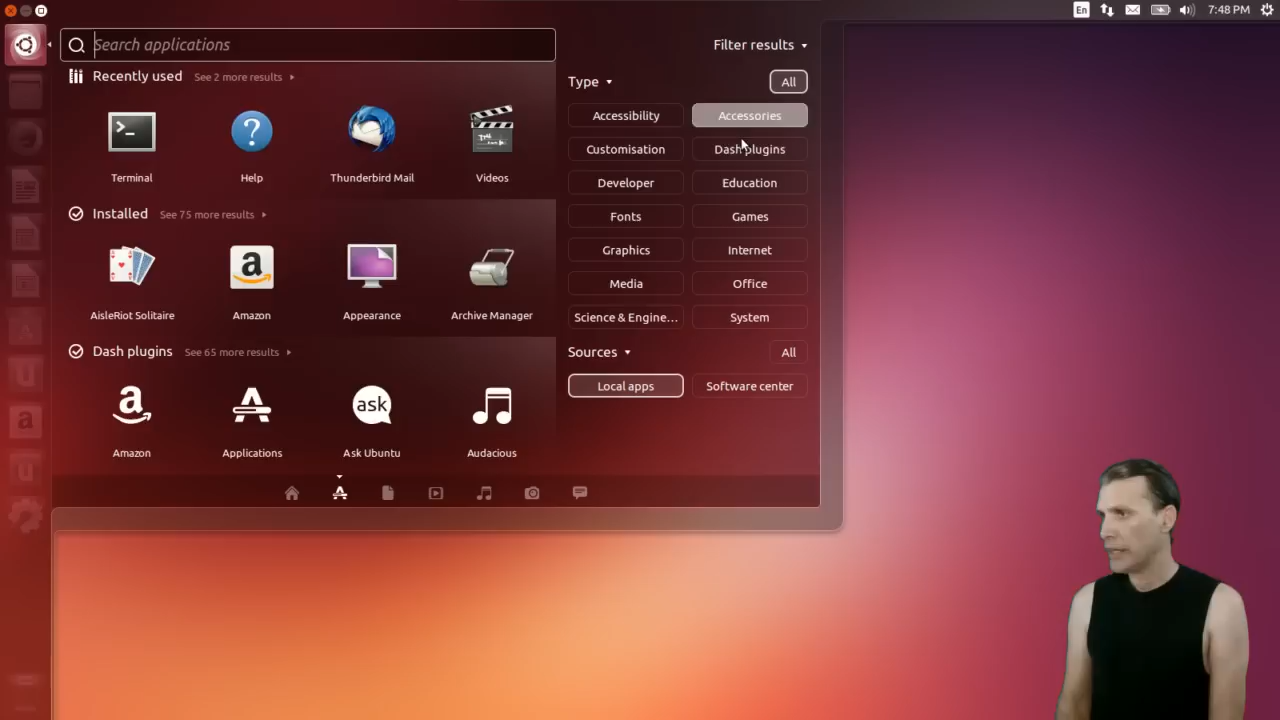 En 7:48 PM
Search applications
Filter results
Recently used See 2 more results
Type All
Terminal Help Thunderbird Mail Videos
Accessibility Accessories
Customisation Dash plugins
Developer Education
Installed See 75 more results
Fonts Games
Graphics Internet
Media Office
AisleRiot Solitaire Amazon Appearance Archive Manager
Science & Engine... System
Dash plugins See 65 more results
Sources All
Local apps Software center
ask
Amazon Applications Ask Ubuntu Audacious